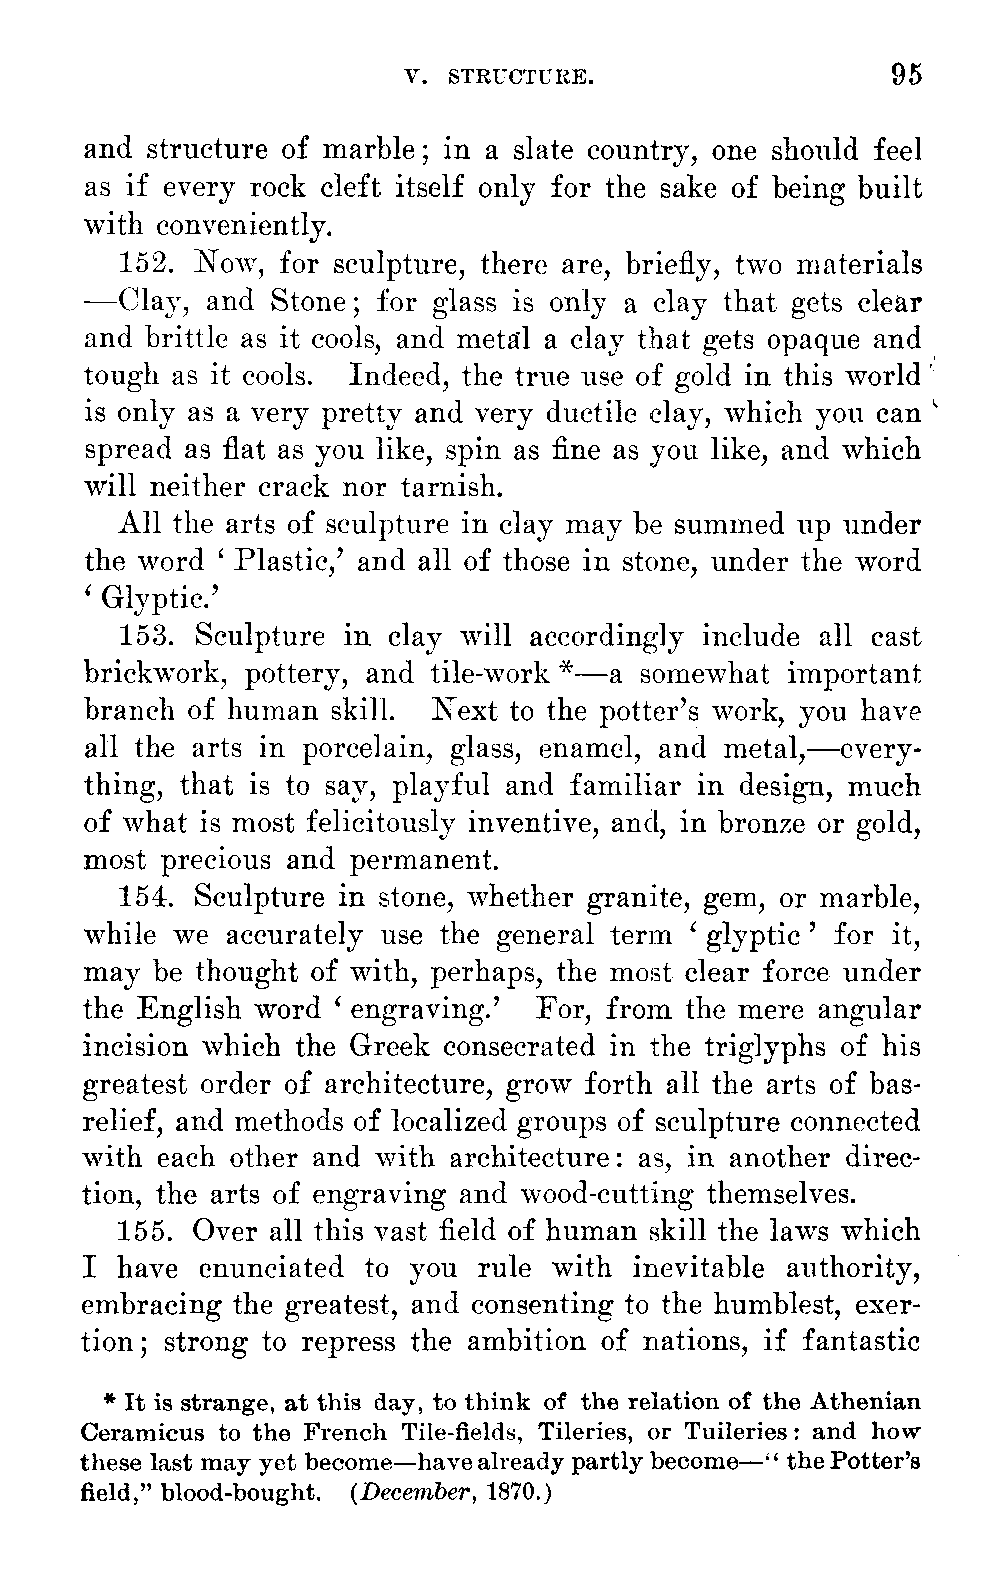 V. STRUCTURE. 95
and structure of marble; in a slate country, one should feel
as if every rock cleft itself only for the sake of being built
with conveniently.
152. Now, for sculpture, there are, briefly, two materials
—Clay, and Stone; for glass is only a clay that gets clear
and brittle as it cools, and metal a clay that gets opaque and
tough as it cools. Indeed, the true use of gold in this world
is only as a very pretty and very ductile clay, which you can
spread as flat as you like, spin as fine as you like, and which
will neither crack nor tarnish.
All the arts of sculpture in clay may be summed up under
the word ‘ Plastic,’ and all of those in stone, under the word
‘ Glyptic.’
153. Sculpture in clay will accordingly include all cast
brickwork, pottery, and tile-work *—a somewhat important
branch of human skill. Next to the potter’s work, you have
all the arts in porcelain, glass, enamel, and metal,—every-
thing, that is to say, playful and familiar in design, much
of what is most felicitously inventive, and, in bronze or gold,
most precious and permanent.
154. Sculpture in stone, whether granite, gem, or marble,
while we accurately use the general term ‘ glyptic ’ for it,
may be thought of with, perhaps, the most clear force under
the English word ‘ engraving.’ For, from the mere angular
incision which the Greek consecrated in the triglyphs of his
greatest order of architecture, grow forth all the arts of bas-
relief, and methods of localized groups of sculpture connected
with each other and with architecture: as, in another direc-
tion, the arts of engraving and wood-cutting themselves.
155. Over all this vast field of human skill the laws which
I have enunciated to you rule with inevitable authority,
embracing the greatest, and consenting to the humblest, exer-
tion; strong to repress the ambition of nations, if fantastic
* It is strange, at this day, to think of the relation of the Athenian
Ceramicus to the French Tile-fields, Tileries, or Tuileries: and how
these last may yet become—have already partly become—“ the Potter’s
field,” blood-bought. (December, 1870.)